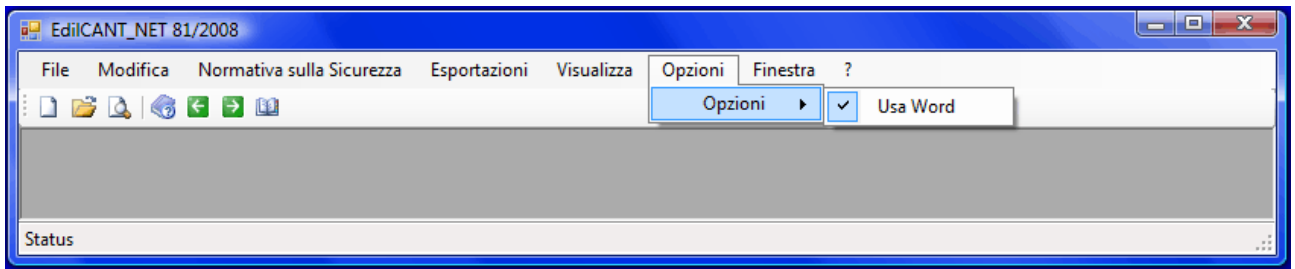 EdilCANT_NET 81/2008
File Modifica Normativa sulla Sicurezza Esportazioni Visualizza Opzioni Finestra ?
Opzioni Usa Word
Status